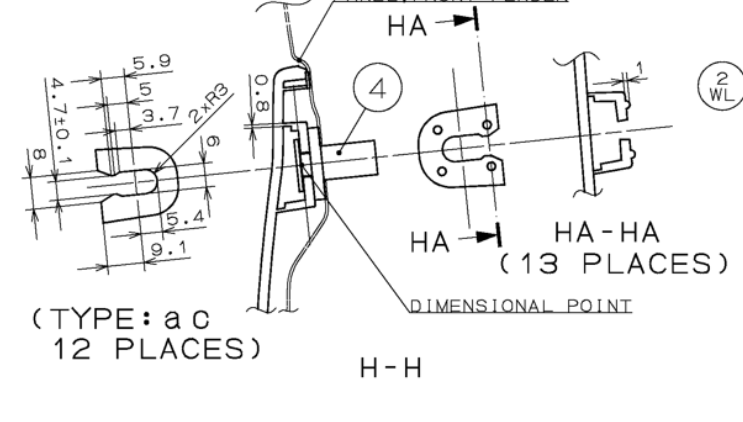 HA
5.9
5
3.7
2xR3
4.7±0.1
8
6
5.4
9.1
0.8
4
1
2
WL
HA
HA-HA
(13 PLACES)
DIMENSIONAL POINT
(TYPE:ac
12 PLACES)
H-H